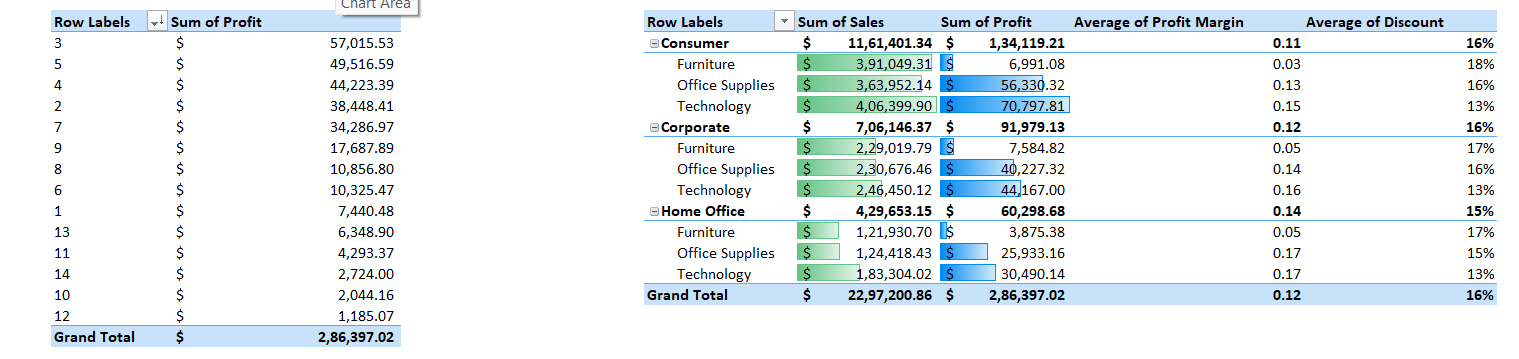 Chart Area
Row Labels Sum of Profit
3 $ 57,015.53
5 $ 49,516.59
4 $ 44,223.39
2 $ 38,448.41
7 $ 34,286.97
9 $ 17,687.89
8 $ 10,856.80
6 $ 10,325.47
1 $ 7,440.48
13 $ 6,348.90
11 $ 4,293.37
14 $ 2,724.00
10 $ 2,044.16
12 $ 1,185.07
Grand Total $ 2,86,397.02
Row Labels Sum of Sales Sum of Profit Average of Profit Margin Average of Discount
Consumer $ 11,61,401.34 $ 1,34,119.21 0.11 16%
Furniture $ 3,91,049.31 $ 6,991.08 0.03 18%
Office Supplies $ 3,63,952.14 $ 56,330.32 0.13 16%
Technology $ 4,06,399.90 $ 70,797.81 0.15 13%
Corporate $ 7,06,146.37 $ 91,979.13 0.12 16%
Furniture $ 2,29,019.79 $ 7,584.82 0.05 17%
Office Supplies $ 2,30,676.46 $ 40,227.32 0.14 16%
Technology $ 2,46,450.12 $ 44,167.00 0.16 13%
Home Office $ 4,29,653.15 $ 60,298.68 0.14 15%
Furniture $ 1,21,930.70 $ 3,875.38 0.05 17%
Office Supplies $ 1,24,418.43 $ 25,933.16 0.17 15%
Technology $ 1,83,304.02 $ 30,490.14 0.17 13%
Grand Total $ 22,97,200.86 $ 2,86,397.02 0.12 16%